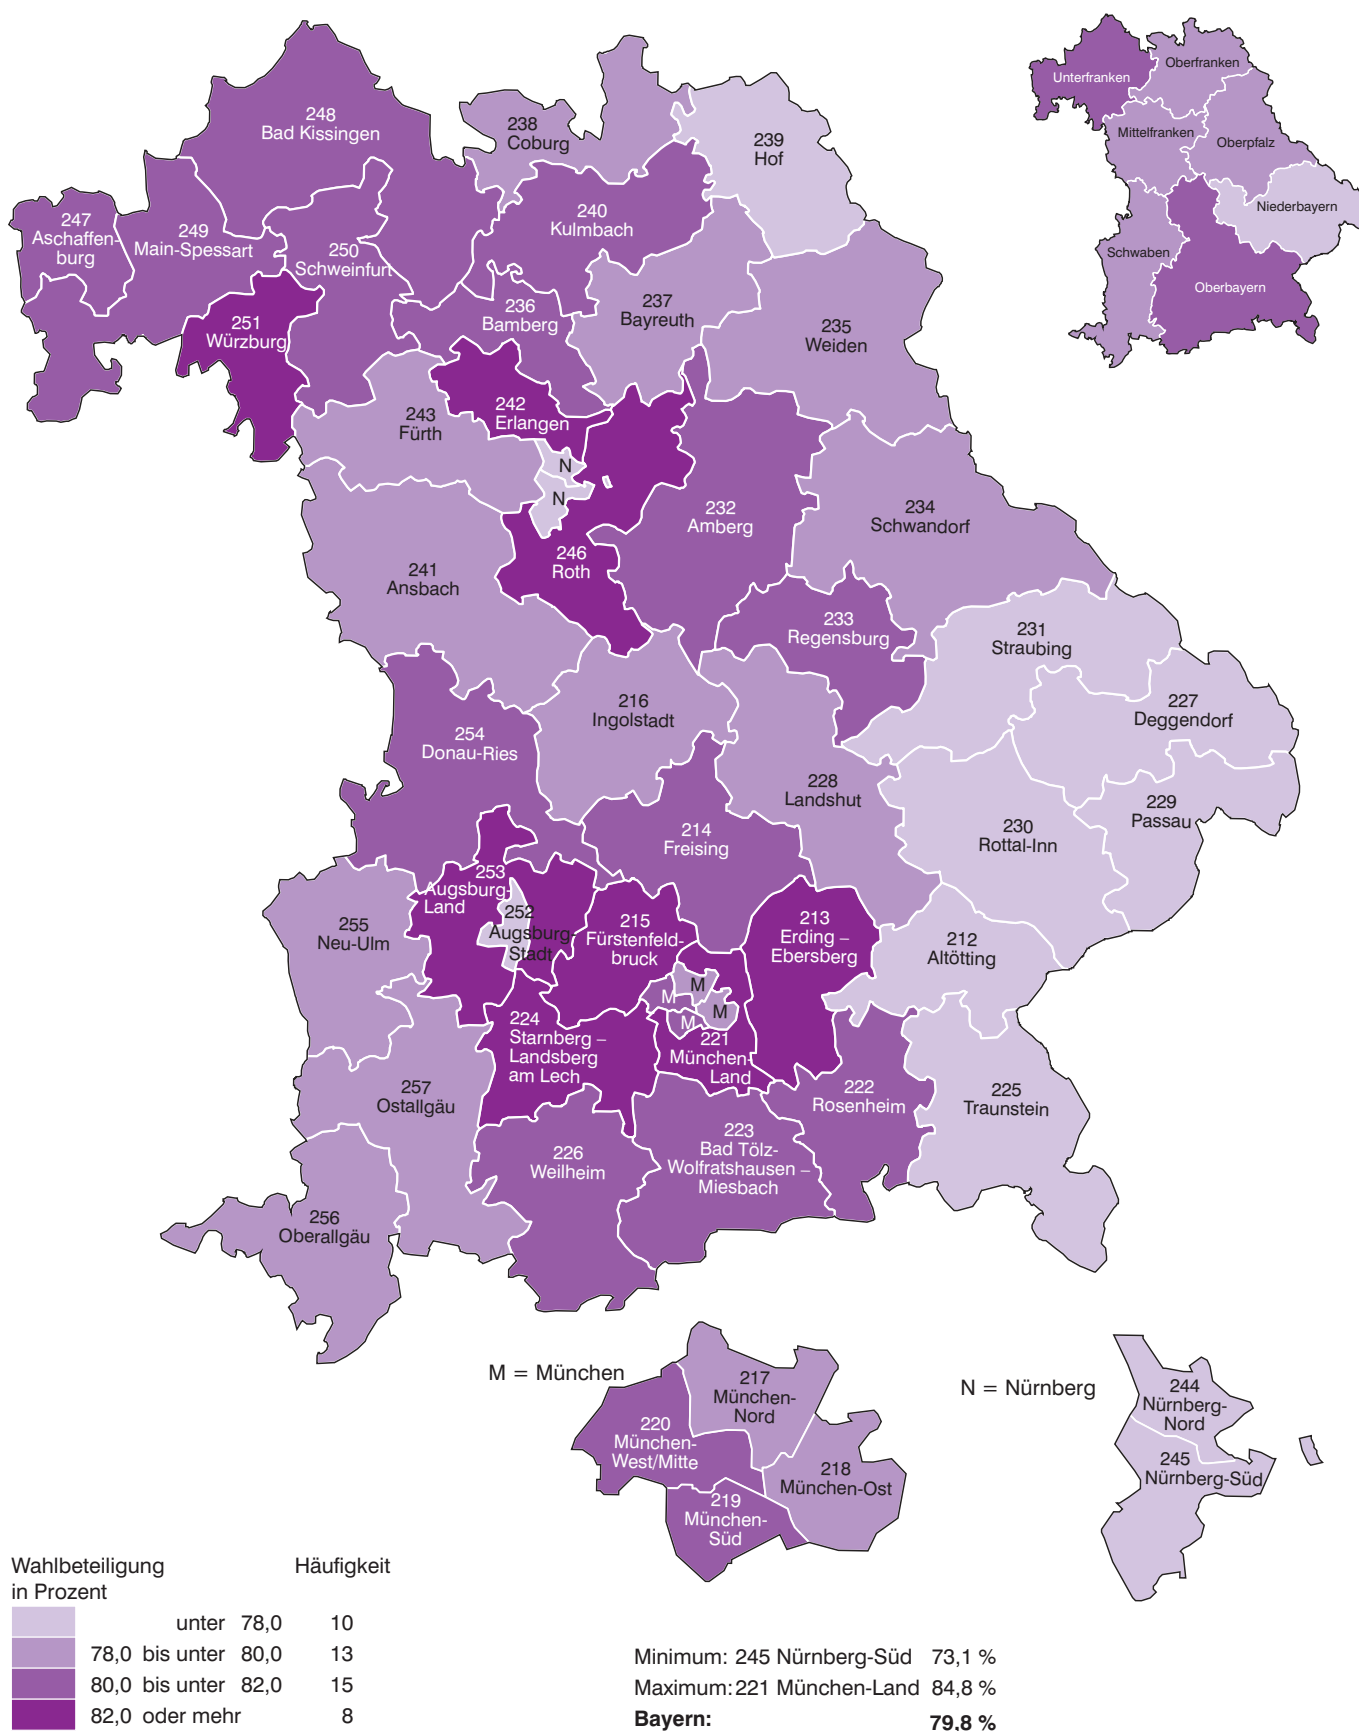 Unterfranken
Oberfranken
Mittelfranken
Oberpfalz
Niederbayern
Schwaben
Oberbayern
248
Bad Kissingen
238
Coburg
239
Hof
247
Aschaffen-
burg
249
Main-Spessart
250
Schweinfurt
240
Kulmbach
251
Würzburg
236
Bamberg
237
Bayreuth
235
Weiden
243
Fürth
242
Erlangen
N
N
232
Amberg
234
Schwandorf
241
Ansbach
246
Roth
233
Regensburg
231
Straubing
227
Deggendorf
216
Ingolstadt
254
Donau-Ries
228
Landshut
229
Passau
230
Rottal-Inn
214
Freising
253
Augsburg-
Land
252
Augsburg-
Stadt
255
Neu-Ulm
215
Fürstenfeld-
bruck
213
Erding –
Ebersberg
212
Altötting
M
M
M
M
224
Starnberg –
Landsberg
am Lech
221
München-
Land
222
Rosenheim
225
Traunstein
257
Ostallgäu
226
Weilheim
223
Bad Tölz-
Wolfratshausen –
Miesbach
256
Oberallgäu
M = München
217
München-
Nord
220
München-
West/Mitte
218
München-Ost
219
München-
Süd
N = Nürnberg
244
Nürnberg-
Nord
245
Nürnberg-Süd
Wahlbeteiligung Häufigkeit
in Prozent
unter 78,0 10
78,0 bis unter 80,0 13
80,0 bis unter 82,0 15
82,0 oder mehr 8
Minimum: 245 Nürnberg-Süd 73,1 %
Maximum: 221 München-Land 84,8 %
Bayern: 79,8 %